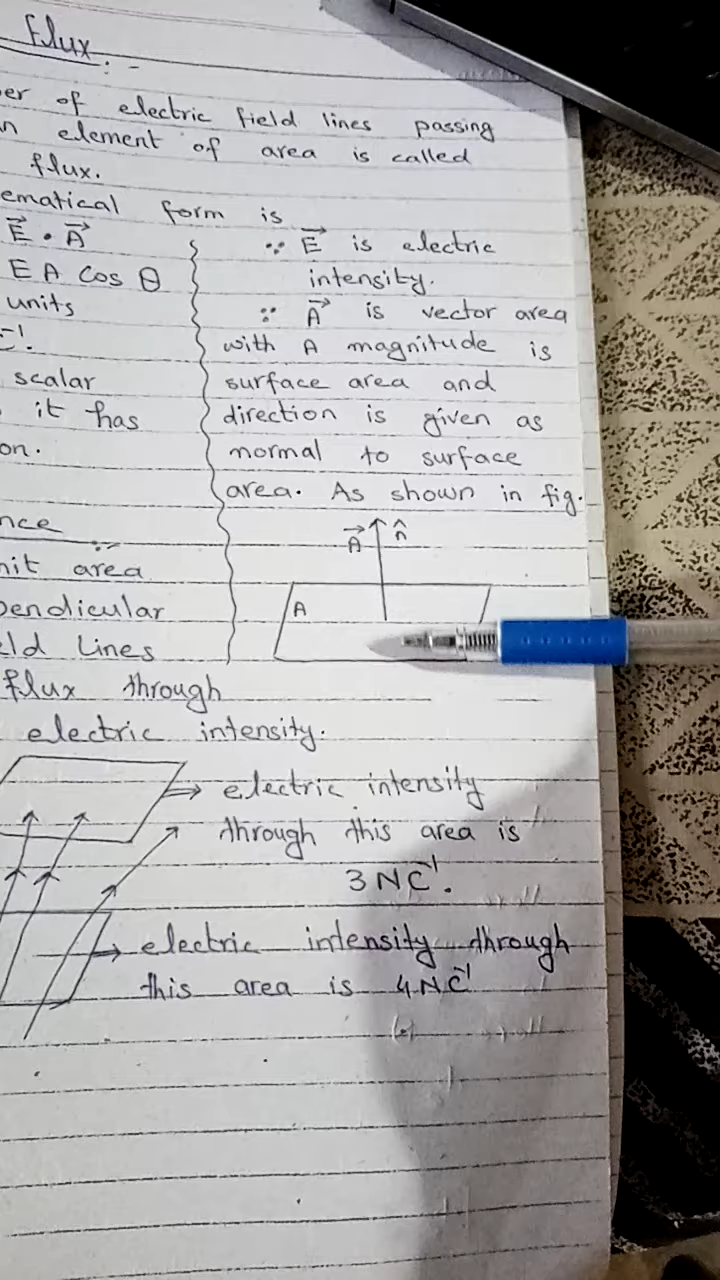 Flux :-
er of electric field lines passing
n element of area is called
flux.
ematical form is
E⃗ . A⃗
E A cos θ
units
C⁻¹.
scalar
it has
on.
∵ E⃗ is electric
intensity.
∵ A⃗ is vector area
with A magnitude is
surface area and
direction is given as
normal to surface
area. As shown in fig.
A⃗ n̂
A
nce :-
nit area
pendicular
eld Lines
flux through
electric intensity.
→ electric intensity
through this area is
3NC⁻¹.
→ electric intensity through
this area is 4NC⁻¹